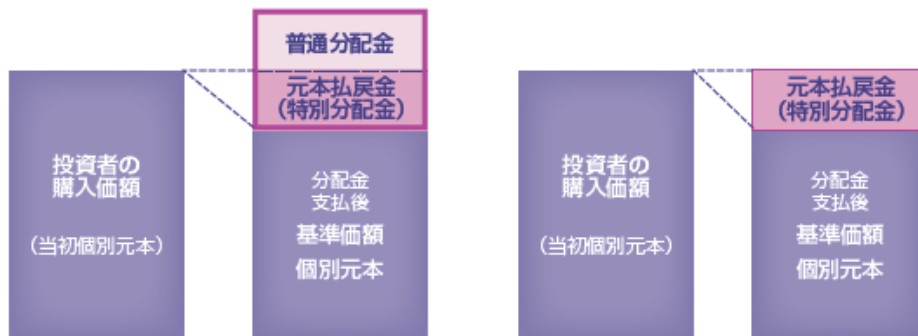 普通分配金
元本払戻金
（特別分配金）
投資者の
購入価額
（当初個別元本）
分配金
支払後
基準価額
個別元本
元本払戻金
（特別分配金）
投資者の
購入価額
（当初個別元本）
分配金
支払後
基準価額
個別元本